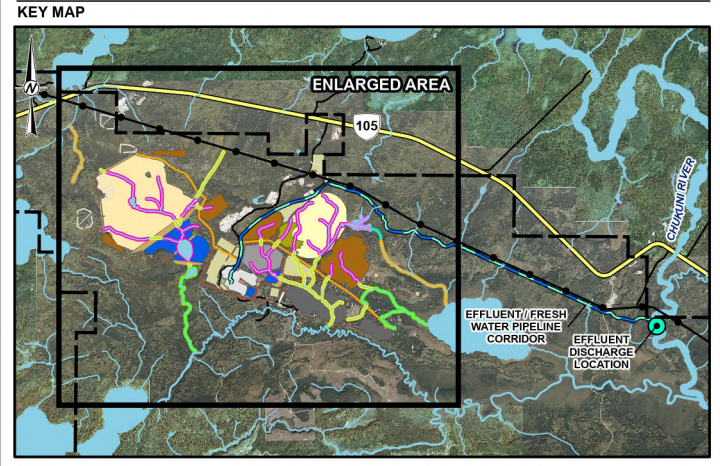 KEY MAP
N
ENLARGED AREA
105
CHUKUNI RIVER
EFFLUENT / FRESH
WATER PIPELINE
CORRIDOR
EFFLUENT
DISCHARGE
LOCATION